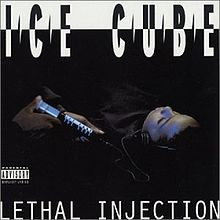 ICE CUBE
PARENTAL
ADVISORY
EXPLICIT LYRICS
LETHAL INJECTION